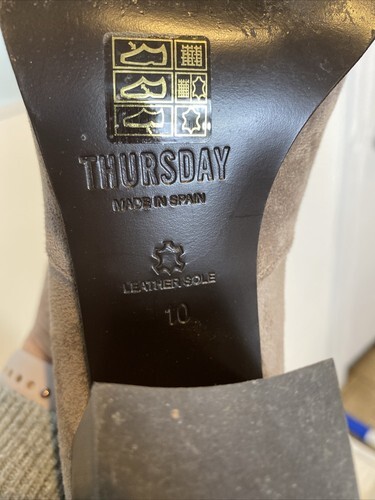 THURSDAY
MADE IN SPAIN
LEATHER SOLE
10